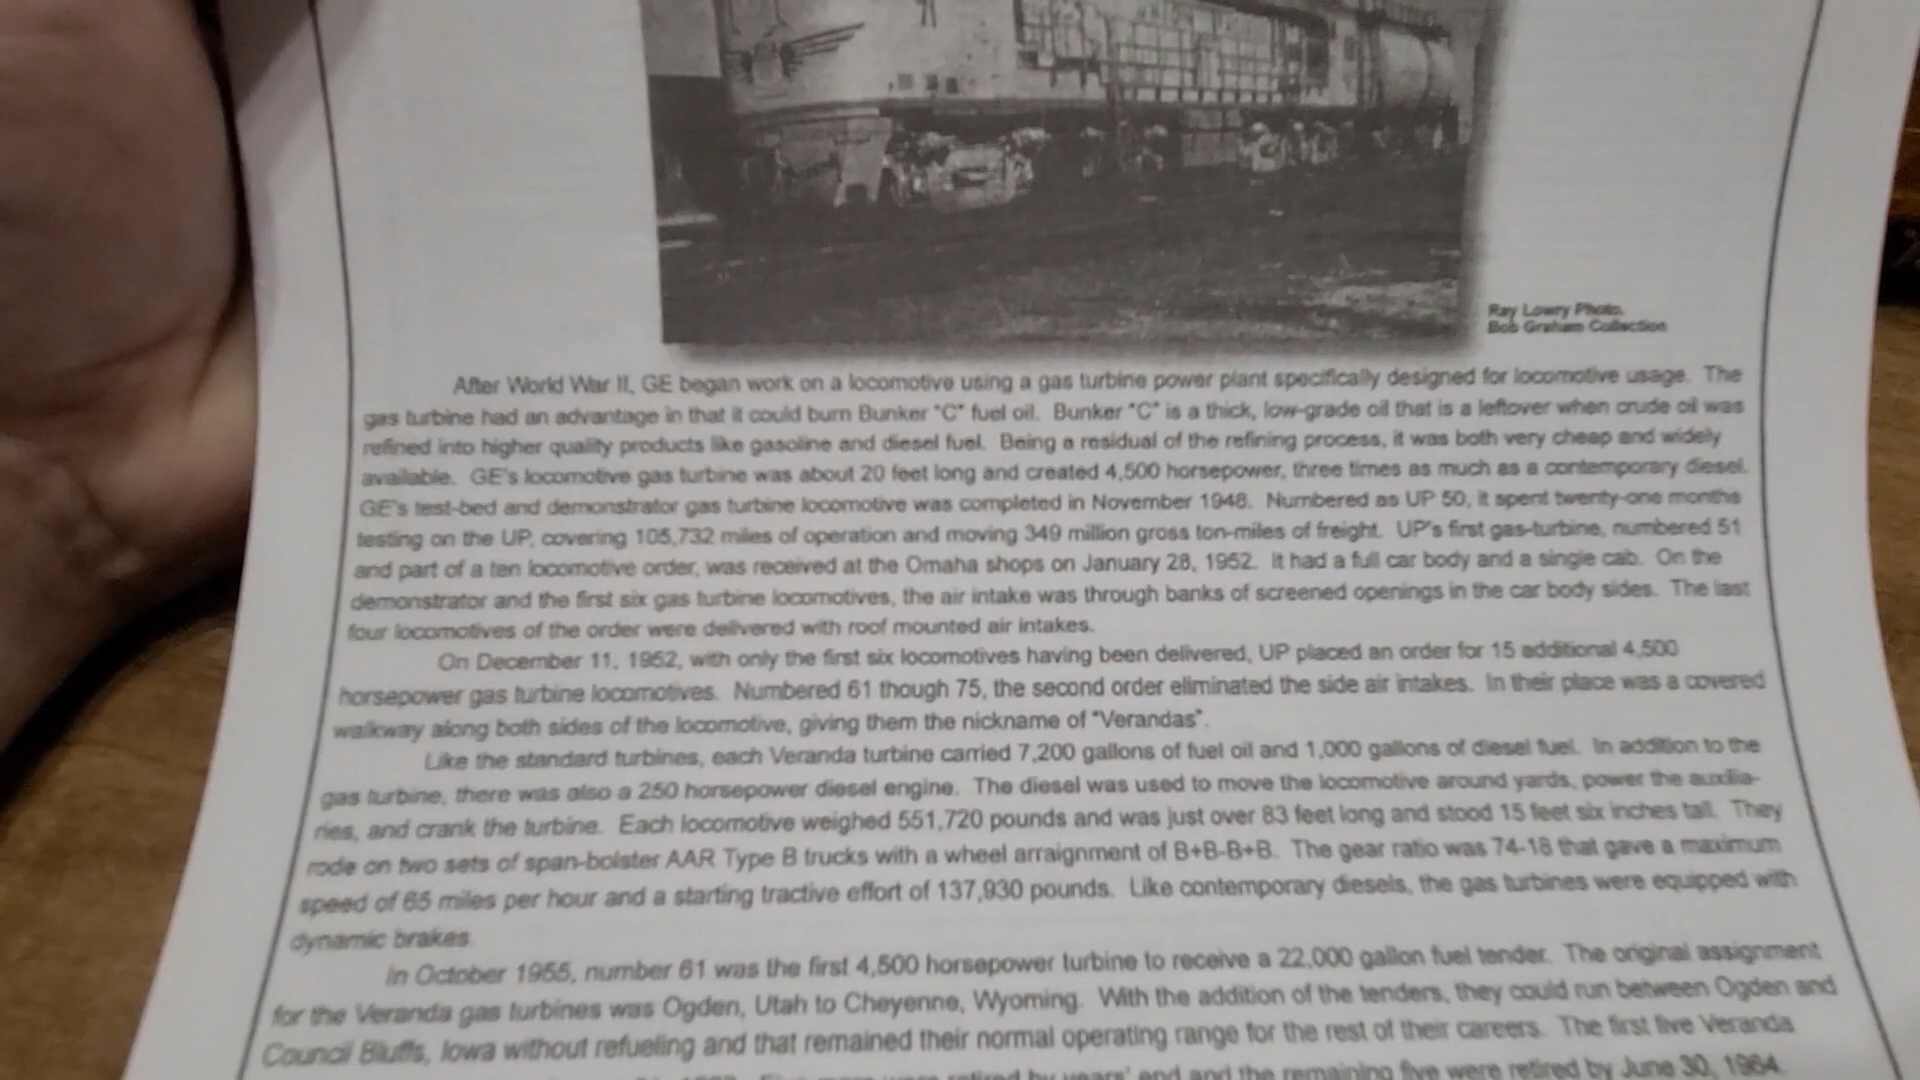 Ray Lowry Photo,
Bob Graham Collection
After World War II, GE began work on a locomotive using a gas turbine power plant specifically designed for locomotive usage. The
gas turbine had an advantage in that it could burn Bunker "C" fuel oil. Bunker "C" is a thick, low-grade oil that is a leftover when crude oil was
refined into higher quality products like gasoline and diesel fuel. Being a residual of the refining process, it was both very cheap and widely
available. GE's locomotive gas turbine was about 20 feet long and created 4,500 horsepower, three times as much as a contemporary diesel.
GE's test-bed and demonstrator gas turbine locomotive was completed in November 1948. Numbered as UP 50, it spent twenty-one months
testing on the UP, covering 105,732 miles of operation and moving 349 million gross ton-miles of freight. UP's first gas-turbine, numbered 51
and part of a ten locomotive order, was received at the Omaha shops on January 28, 1952. It had a full car body and a single cab. On the
demonstrator and the first six gas turbine locomotives, the air intake was through banks of screened openings in the car body sides. The last
four locomotives of the order were delivered with roof mounted air intakes.
On December 11, 1952, with only the first six locomotives having been delivered, UP placed an order for 15 additional 4,500
horsepower gas turbine locomotives. Numbered 61 though 75, the second order eliminated the side air intakes. In their place was a covered
walkway along both sides of the locomotive, giving them the nickname of "Verandas".
Like the standard turbines, each Veranda turbine carried 7,200 gallons of fuel oil and 1,000 gallons of diesel fuel. In addition to the
gas turbine, there was also a 250 horsepower diesel engine. The diesel was used to move the locomotive around yards, power the auxilia-
ries, and crank the turbine. Each locomotive weighed 551,720 pounds and was just over 83 feet long and stood 15 feet six inches tall. They
rode on two sets of span-bolster AAR Type B trucks with a wheel arraignment of B+B-B+B. The gear ratio was 74-18 that gave a maximum
speed of 65 miles per hour and a starting tractive effort of 137,930 pounds. Like contemporary diesels, the gas turbines were equipped with
dynamic brakes.
In October 1955, number 61 was the first 4,500 horsepower turbine to receive a 22,000 gallon fuel tender. The original assignment
for the Veranda gas turbines was Ogden, Utah to Cheyenne, Wyoming. With the addition of the tenders, they could run between Ogden and
Council Bluffs, Iowa without refueling and that remained their normal operating range for the rest of their careers. The first five Veranda
were retired by years' end and the remaining five were retired by June 30, 1964.